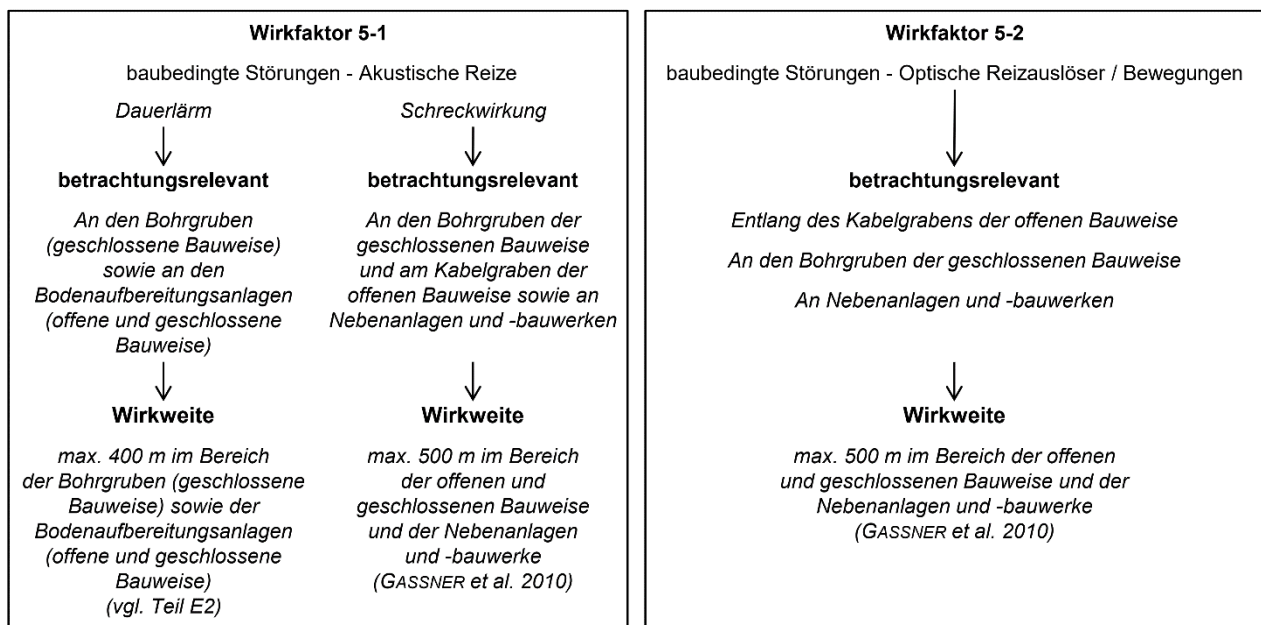 Wirkfaktor 5-1
baubedingte Störungen - Akustische Reize
Dauerlärm
betrachtungsrelevant
An den Bohrgruben
(geschlossene Bauweise)
sowie an den
Bodenaufbereitungsanlagen
(offene und geschlossene
Bauweise)
Wirkweite
max. 400 m im Bereich
der Bohrgruben (geschlossene
Bauweise) sowie der
Bodenaufbereitungsanlagen
(offene und geschlossene
Bauweise)
(vgl. Teil E2)
Schreckwirkung
betrachtungsrelevant
An den Bohrgruben der
geschlossenen Bauweise
und am Kabelgraben der
offenen Bauweise sowie an
Nebenanlagen und -bauwerken
Wirkweite
max. 500 m im Bereich
der offenen und
geschlossenen Bauweise
und der Nebenanlagen
und -bauwerke
(GASSNER et al. 2010)
Wirkfaktor 5-2
baubedingte Störungen - Optische Reizauslöser / Bewegungen
betrachtungsrelevant
Entlang des Kabelgrabens der offenen Bauweise
An den Bohrgruben der geschlossenen Bauweise
An Nebenanlagen und -bauwerken
Wirkweite
max. 500 m im Bereich der offenen
und geschlossenen Bauweise und der
Nebenanlagen und -bauwerke
(GASSNER et al. 2010)